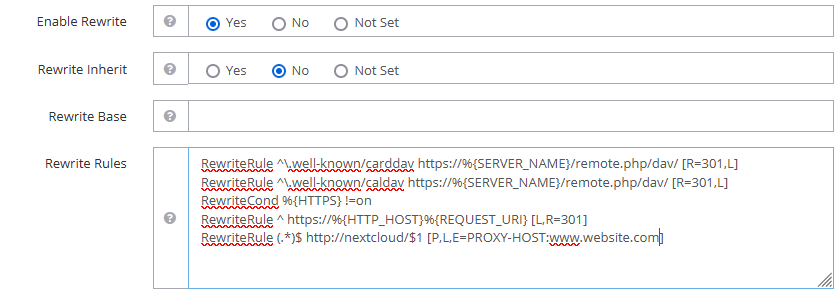 Enable Rewrite ? Yes No Not Set
Rewrite Inherit ? Yes No Not Set
Rewrite Base ?
Rewrite Rules ?
RewriteRule ^\.well-known/carddav https://%{SERVER_NAME}/remote.php/dav/ [R=301,L]
RewriteRule ^\.well-known/caldav https://%{SERVER_NAME}/remote.php/dav/ [R=301,L]
RewriteCond %{HTTPS} !=on
RewriteRule ^ https://%{HTTP_HOST}%{REQUEST_URI} [L,R=301]
RewriteRule (.*)$ http://nextcloud/$1 [P,L,E=PROXY-HOST:www.website.com]